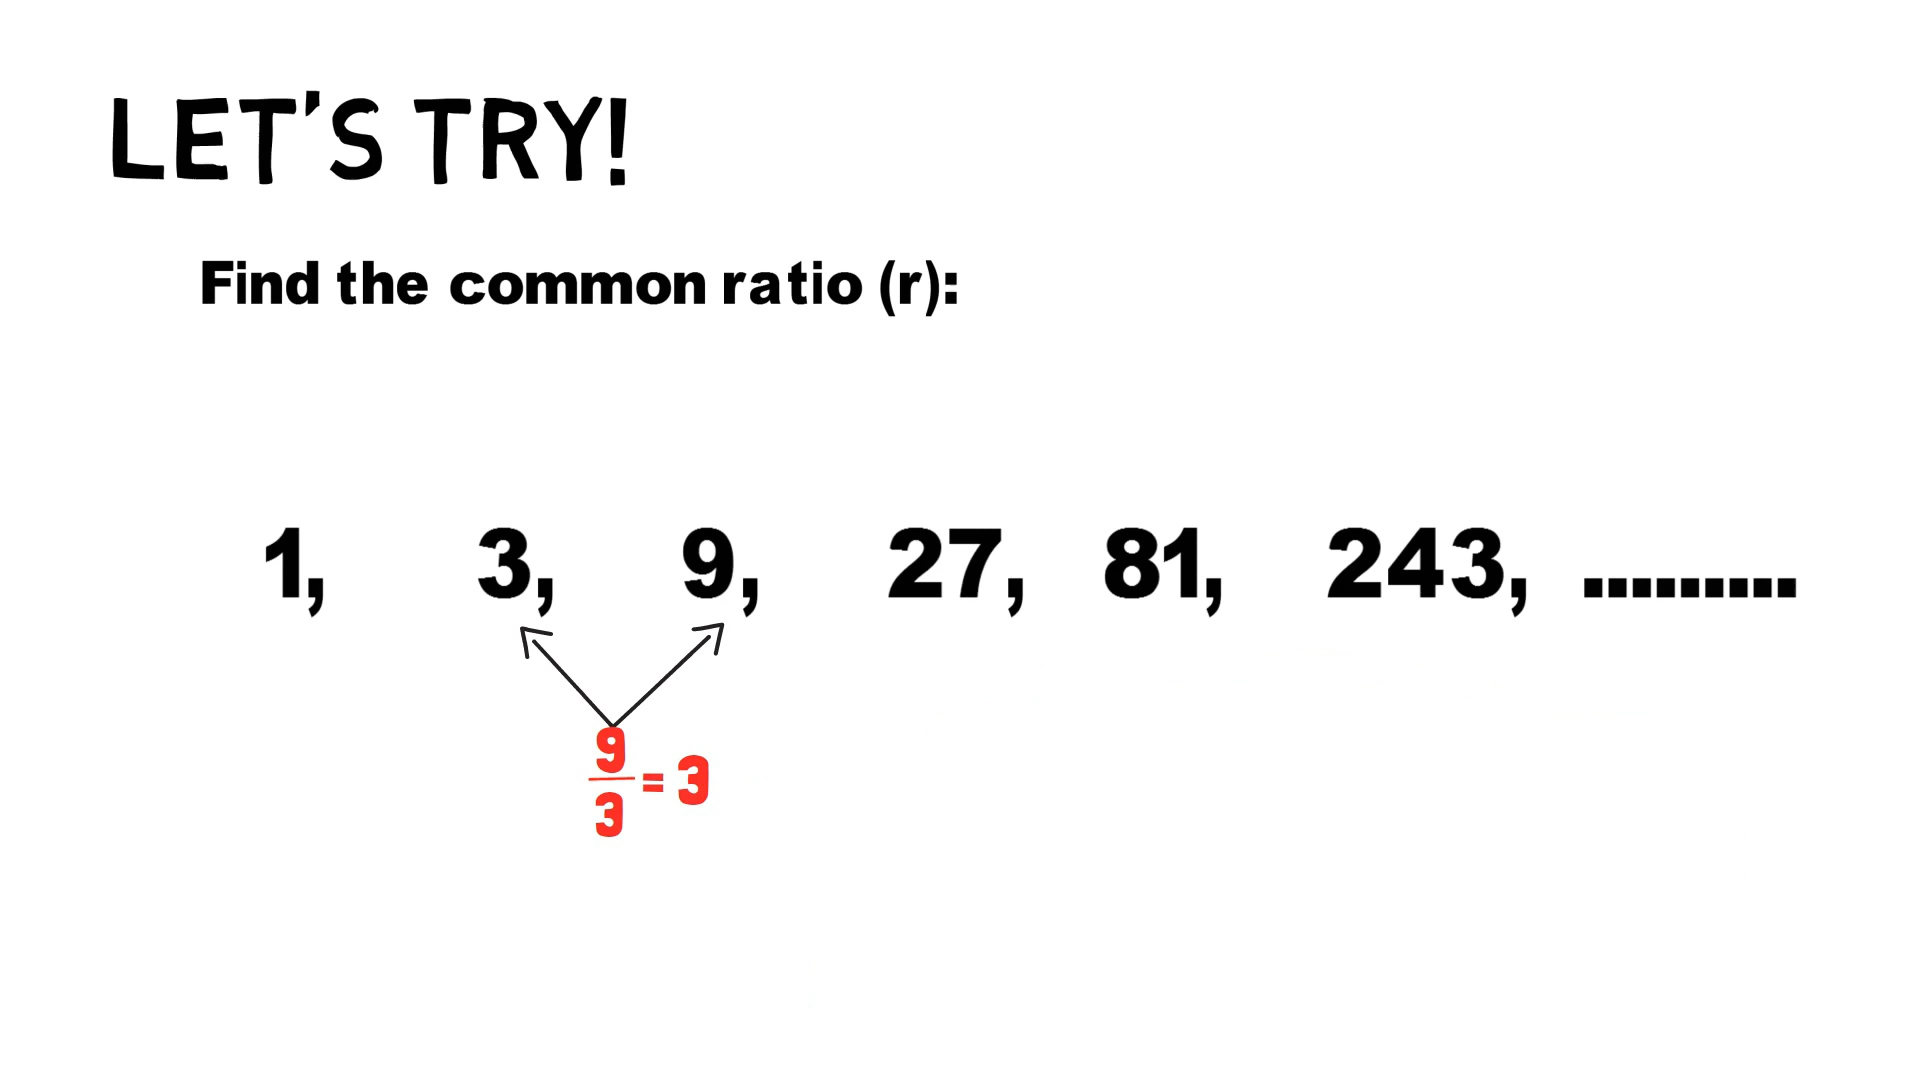 LET'S TRY!
Find the common ratio (r):
1, 3, 9, 27, 81, 243, .........
9
3
= 3